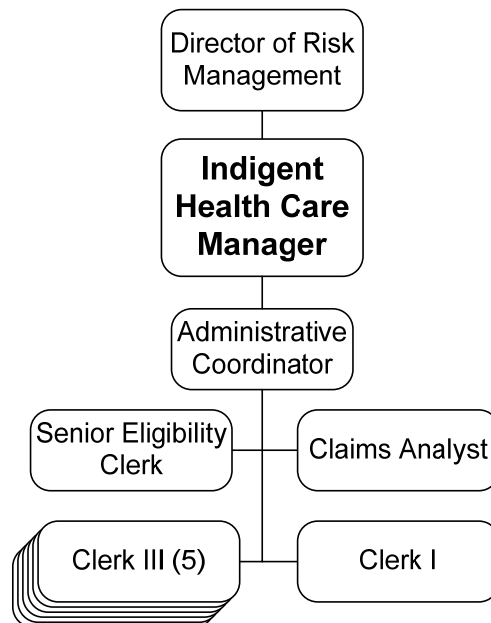 Director of Risk
Management
Indigent
Health Care
Manager
Administrative
Coordinator
Senior Eligibility
Clerk
Claims Analyst
Clerk III (5)
Clerk I